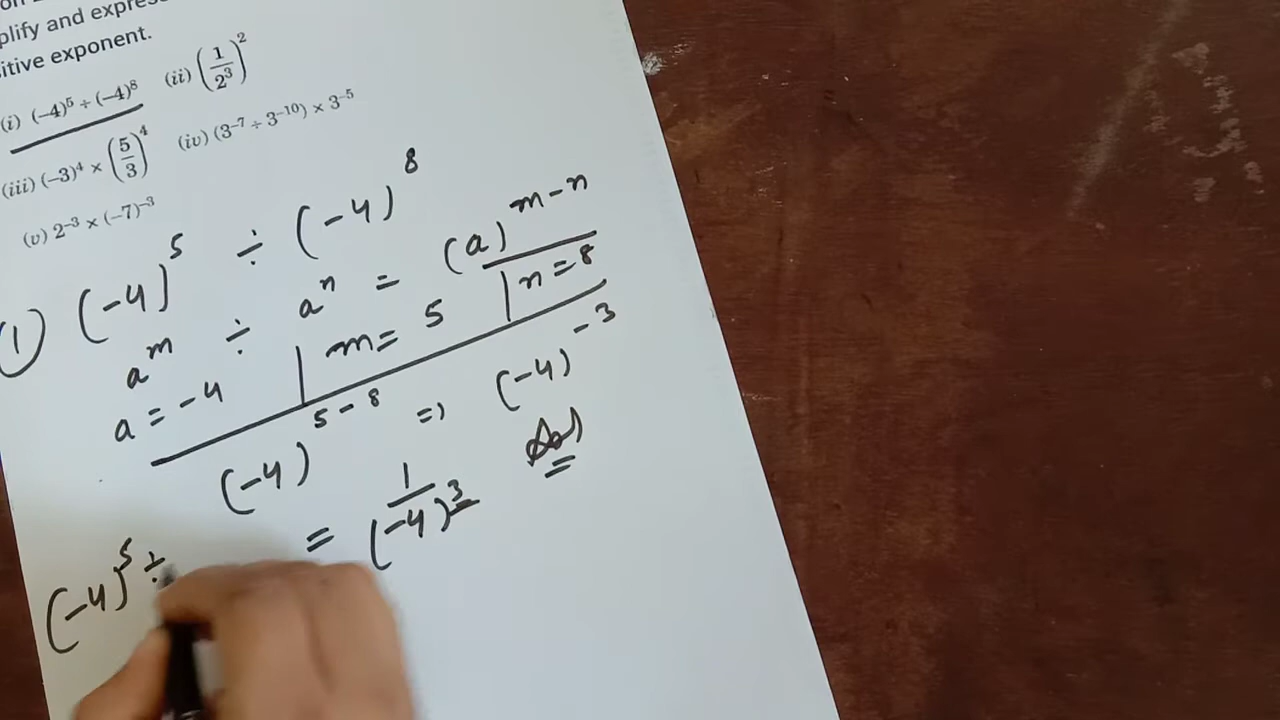 plify and expres
itive exponent.
(i) (−4)⁵ ÷ (−4)⁸ (ii) (1/2³)²
(iii) (−3)⁴ × (5/3)⁴ (iv) (3⁻⁷ ÷ 3⁻¹⁰) × 3⁻⁵
(v) 2⁻³ × (−7)⁻³
(1) (−4)⁵ ÷ (−4)⁸
aᵐ ÷ aⁿ = (a)ᵐ⁻ⁿ
a = −4 | m = 5 | n = 8
(−4)⁵⁻⁸ => (−4)⁻³
= 1/(−4)³
(−4)⁵ ÷